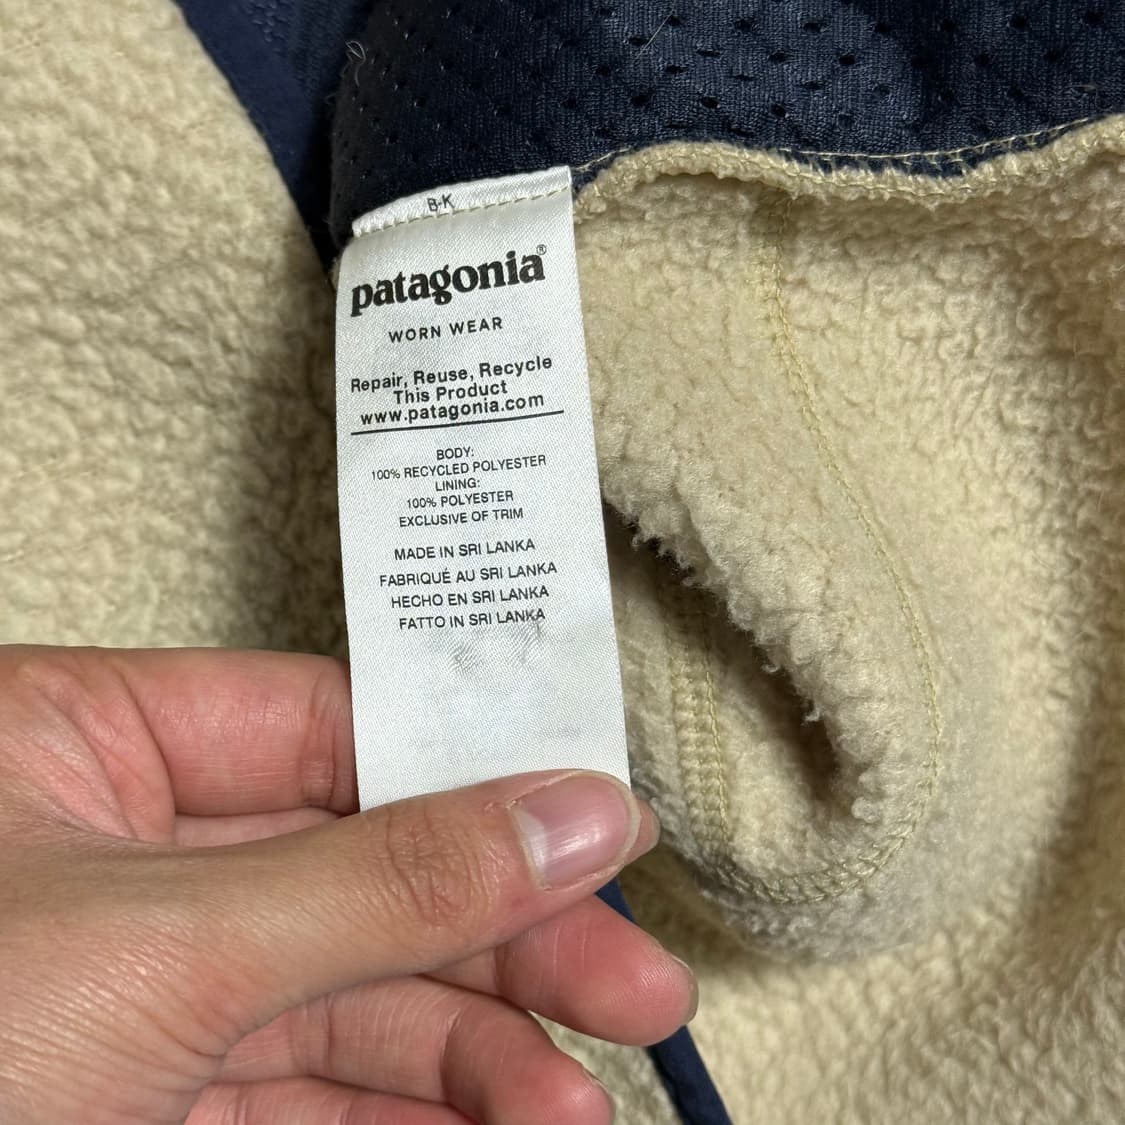 B-K
patagonia®
WORN WEAR
Repair, Reuse, Recycle
This Product
www.patagonia.com
BODY:
100% RECYCLED POLYESTER
LINING:
100% POLYESTER
EXCLUSIVE OF TRIM
MADE IN SRI LANKA
FABRIQUÉ AU SRI LANKA
HECHO EN SRI LANKA
FATTO IN SRI LANKA